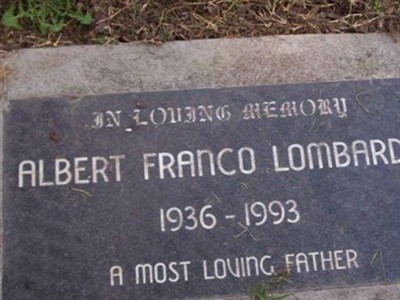 IN LOVING MEMORY
ALBERT FRANCO LOMBARD
1936 - 1993
A MOST LOVING FATHER